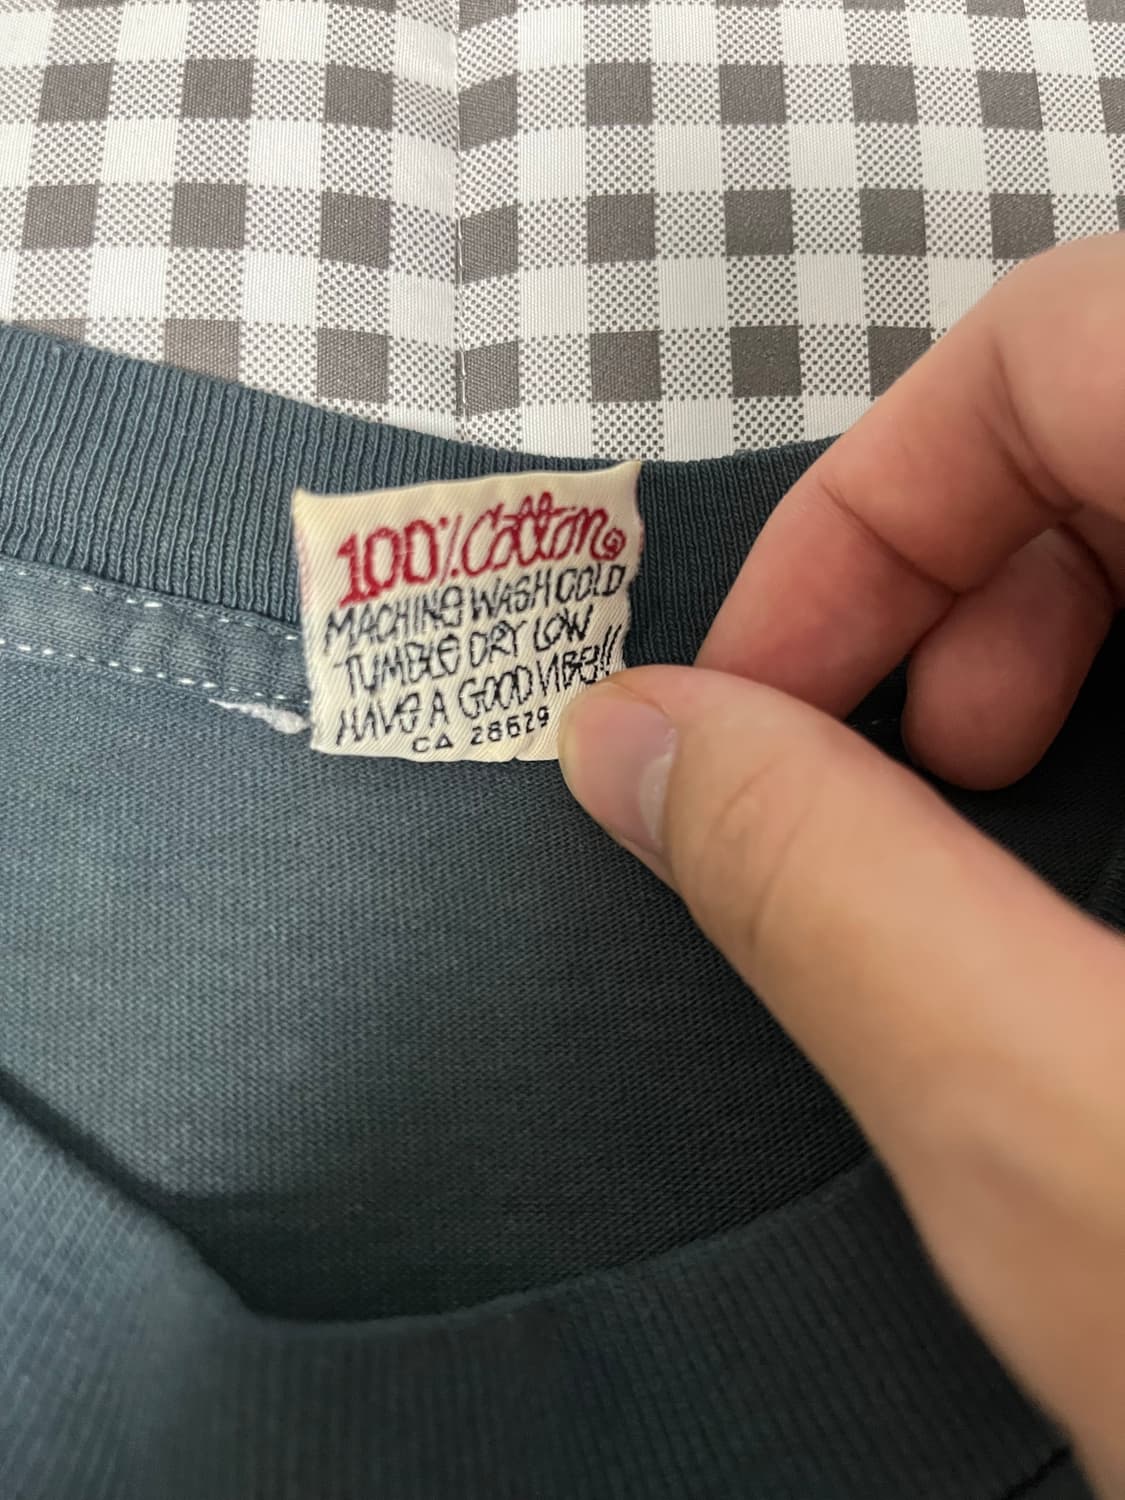 100% Cotton
MACHINE WASH COLD
TUMBLE DRY LOW
HAVE A GOOD VIBE!!
CA 28629